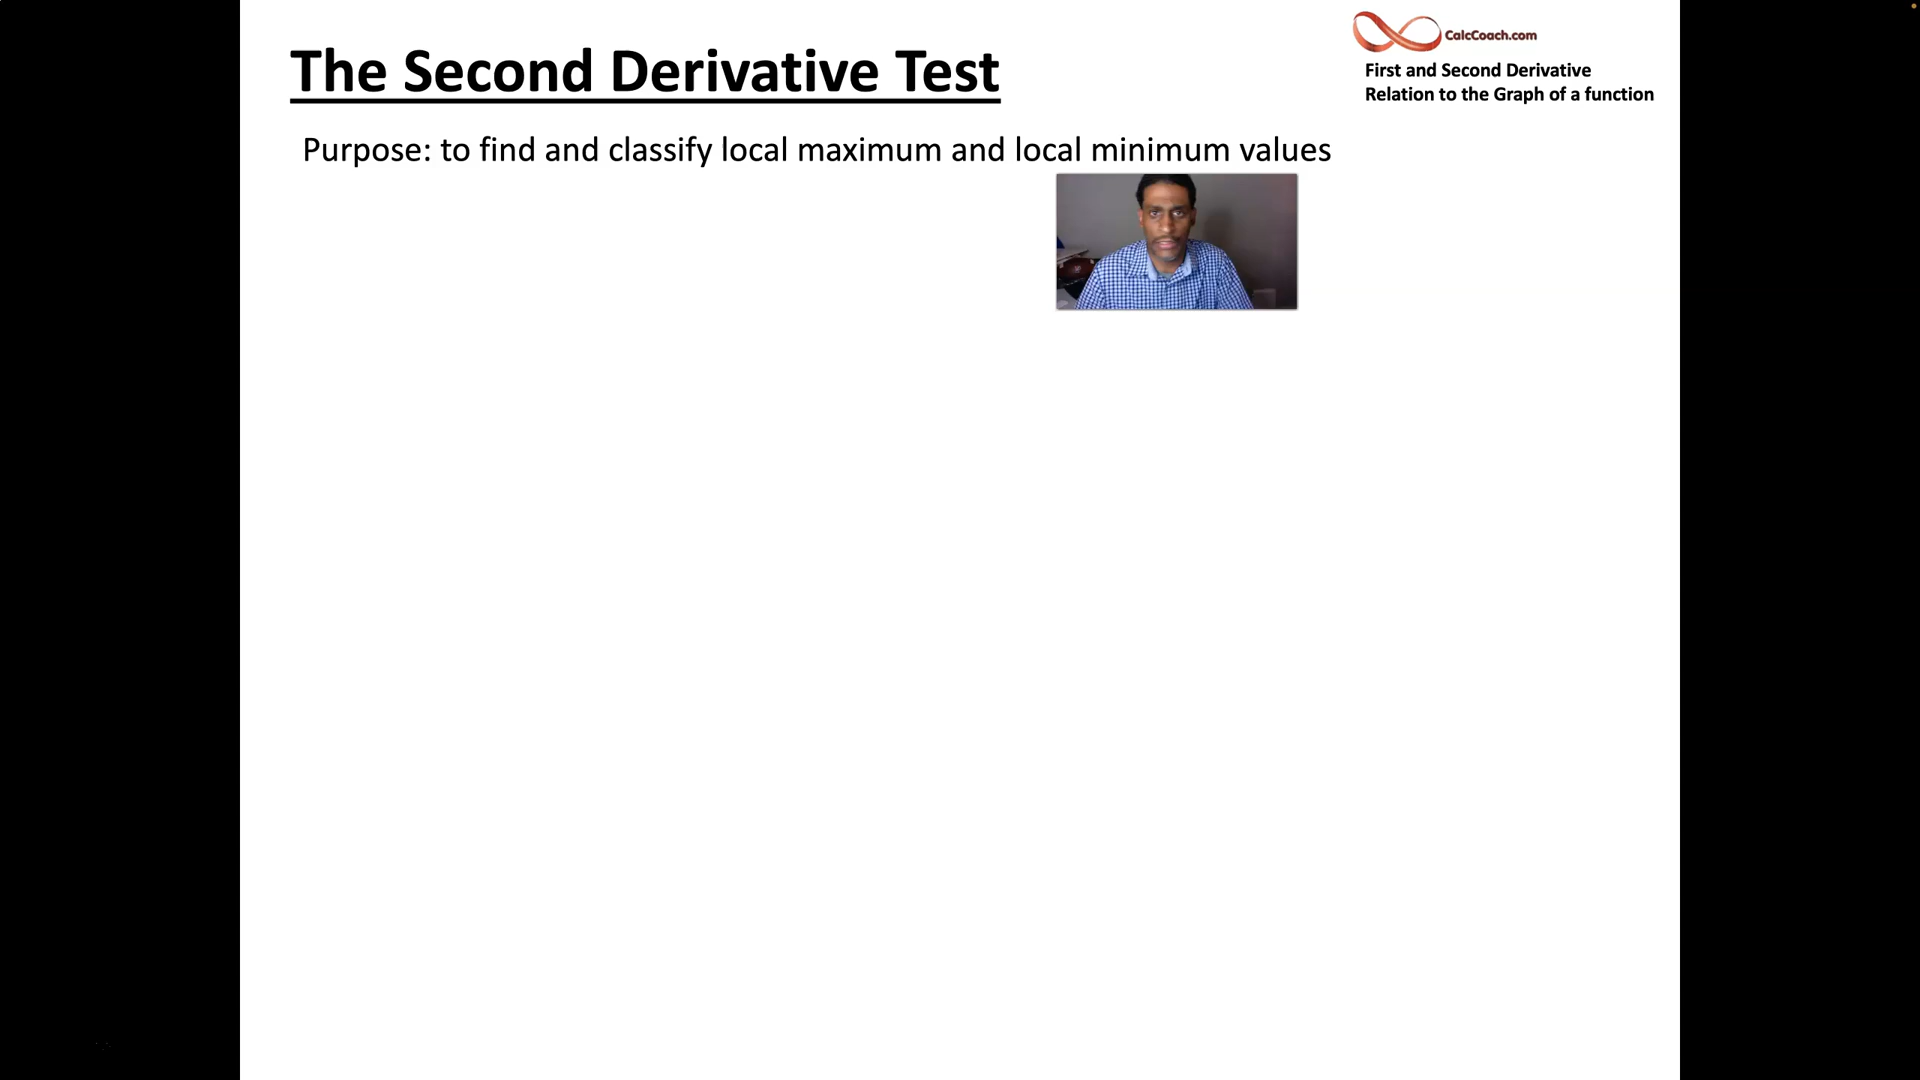 The Second Derivative Test
CalcCoach.com
First and Second Derivative
Relation to the Graph of a function
Purpose: to find and classify local maximum and local minimum values